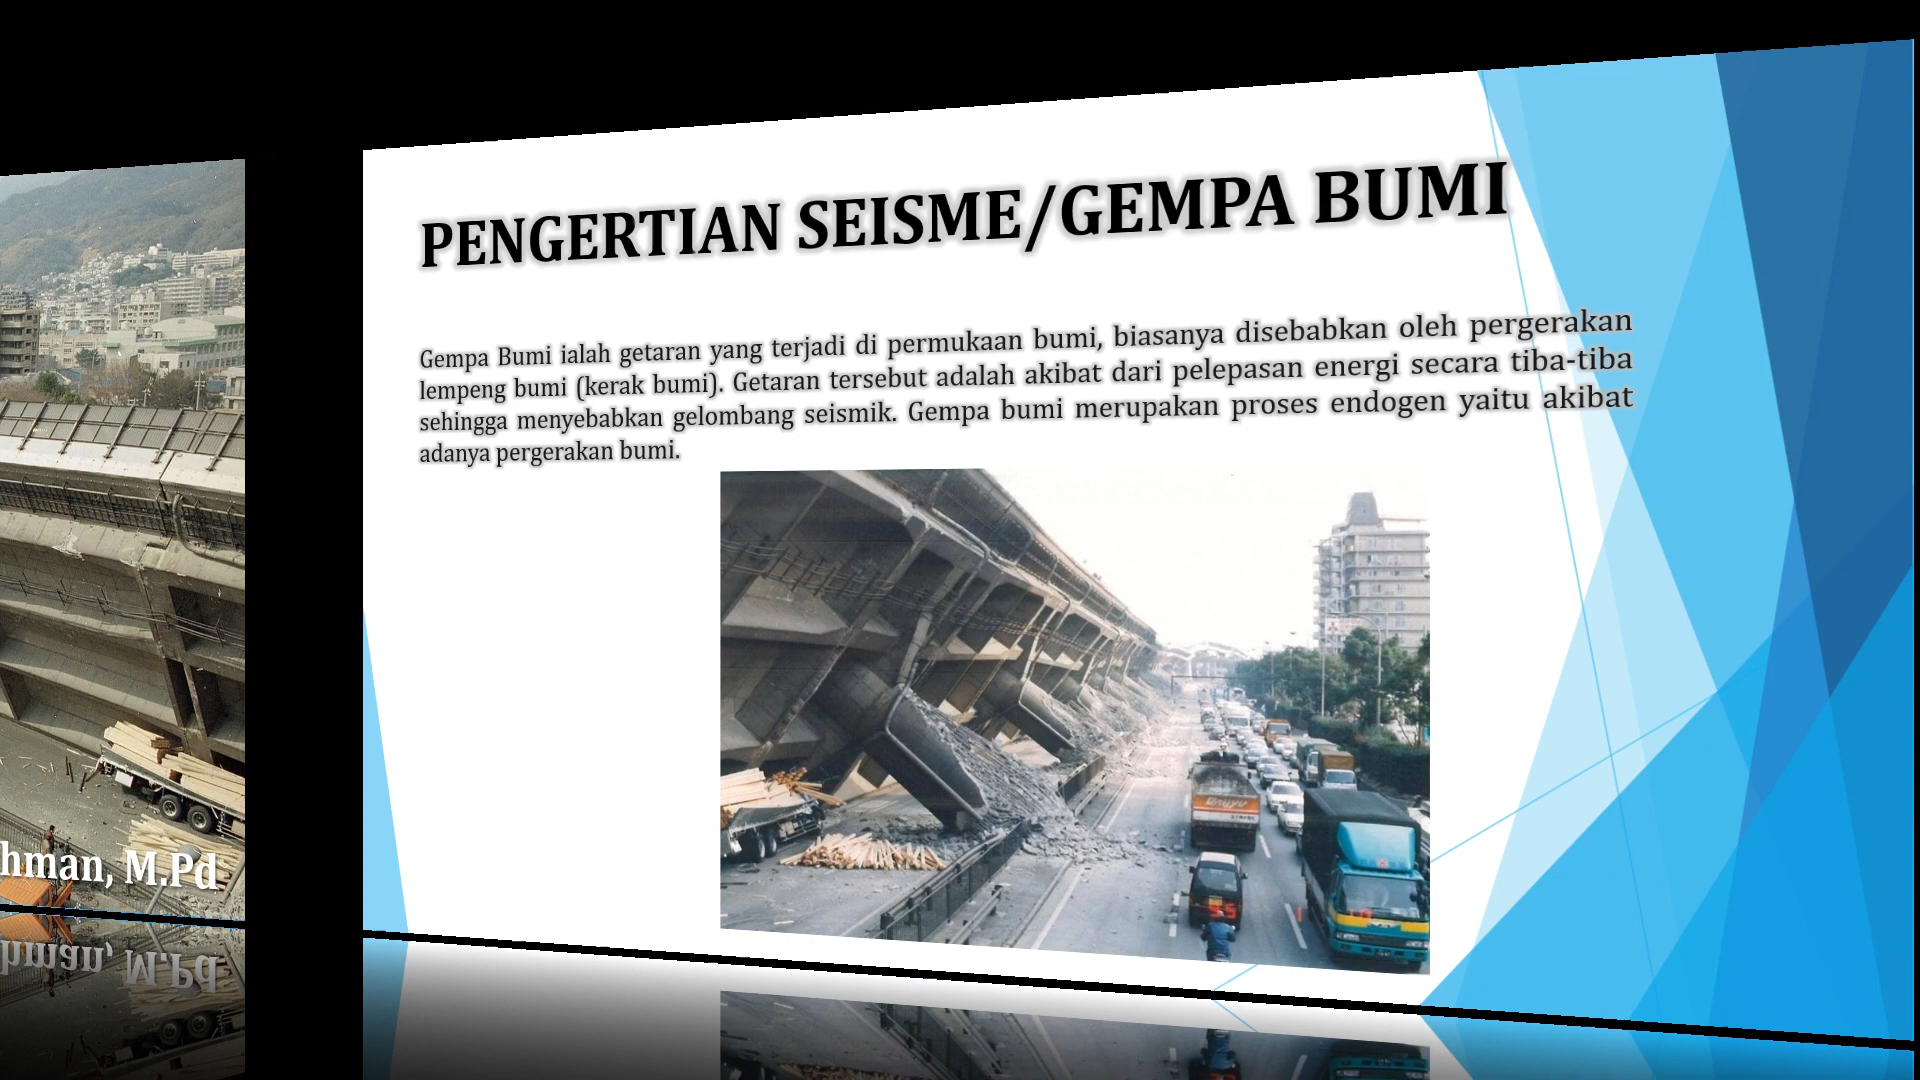 PENGERTIAN SEISME/GEMPA BUMI
Gempa Bumi ialah getaran yang terjadi di permukaan bumi, biasanya disebabkan oleh pergerakan
lempeng bumi (kerak bumi). Getaran tersebut adalah akibat dari pelepasan energi secara tiba-tiba
sehingga menyebabkan gelombang seismik. Gempa bumi merupakan proses endogen yaitu akibat
adanya pergerakan bumi.
hman, M.Pd